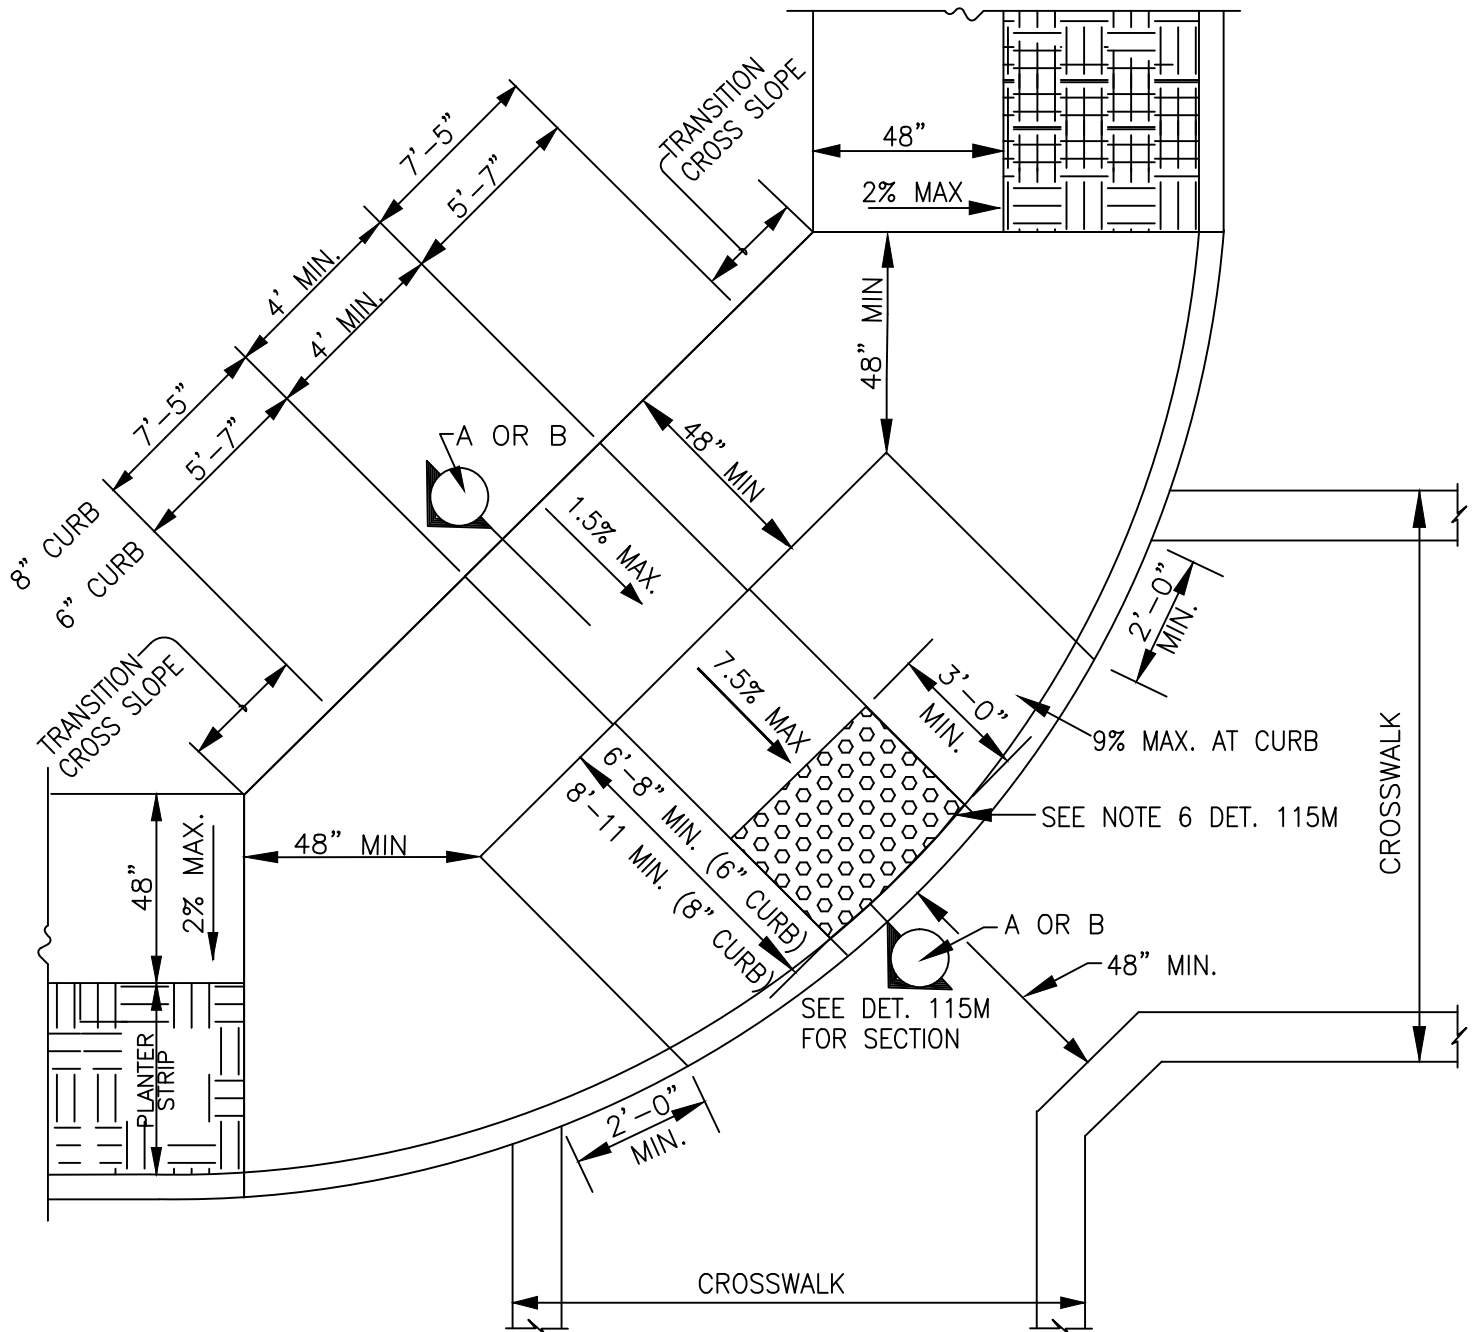 TRANSITION
CROSS SLOPE
7'-5"
5'-7"
48"
2% MAX
4' MIN.
4' MIN.
48" MIN
7'-5"
5'-7"
A OR B
48" MIN
8" CURB
6" CURB
1.5% MAX.
2'-0"
MIN.
TRANSITION
CROSS SLOPE
7.5% MAX
3'-0"
MIN.
9% MAX. AT CURB
CROSSWALK
6'-8" MIN. (6" CURB)
8'-11 MIN. (8" CURB)
SEE NOTE 6 DET. 115M
48" MIN
48"
2% MAX.
A OR B
48" MIN.
SEE DET. 115M
FOR SECTION
PLANTER
STRIP
2'-0"
MIN.
CROSSWALK